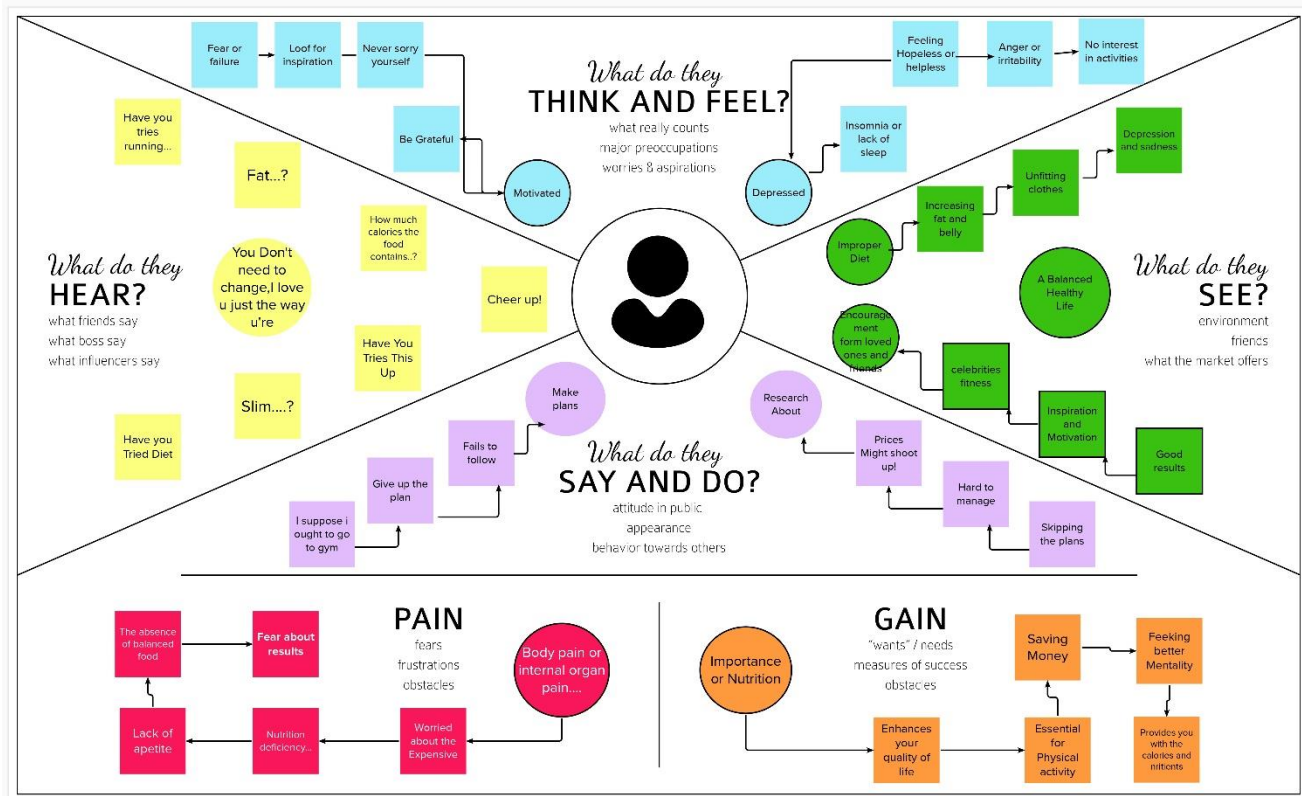 Fear or
failure
Loof for
inspiration
Never sorry
yourself
Be Grateful
Motivated
What do they
THINK AND FEEL?
what really counts
major preoccupations
worries & aspirations
Feeling
Hopeless or
helpless
Anger or
irritability
No interest
in activities
Insomnia or
lack of
sleep
Depressed
Have you
tries
running...
Fat...?
How much
calories the
food
contains..?
You Don't
need to
change,I love
u just the way
u're
Cheer up!
What do they
HEAR?
what friends say
what boss say
what influencers say
Have You
Tries This
Up
Slim....?
Have you
Tried Diet
Depression
and sadness
Unfitting
clothes
Increasing
fat and
belly
Improper
Diet
A Balanced
Healthy
Life
What do they
SEE?
environment
friends
what the market offers
Encourage
ment
form loved
ones and
friends
celebrities
fitness
Inspiration
and
Motivation
Good
results
Make
plans
Fails to
follow
Give up the
plan
I suppose i
ought to go
to gym
What do they
SAY AND DO?
attitude in public
appearance
behavior towards others
Research
About
Prices
Might shoot
up!
Hard to
manage
Skipping
the plans
The absence
of balanced
food
Fear about
results
PAIN
fears
frustrations
obstacles
Body pain or
internal organ
pain....
Lack of
apetite
Nutrition
deficiency...
Worried
about the
Expensive
Importance
or Nutrition
GAIN
"wants" / needs
measures of success
obstacles
Saving
Money
Feeking
better
Mentality
Enhances
your
quality of
life
Essential
for
Physical
activity
Provides you
with the
calories and
nritients